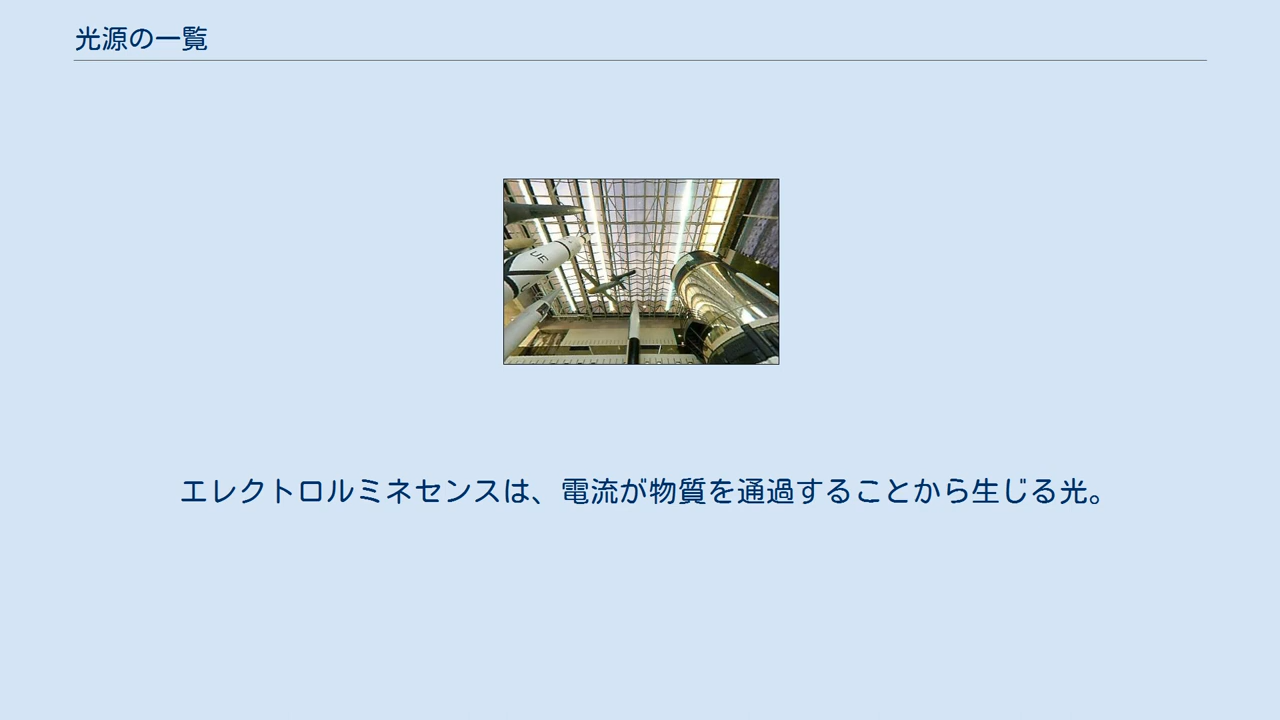 光源の一覧
UE
エレクトロルミネセンスは、電流が物質を通過することから生じる光。